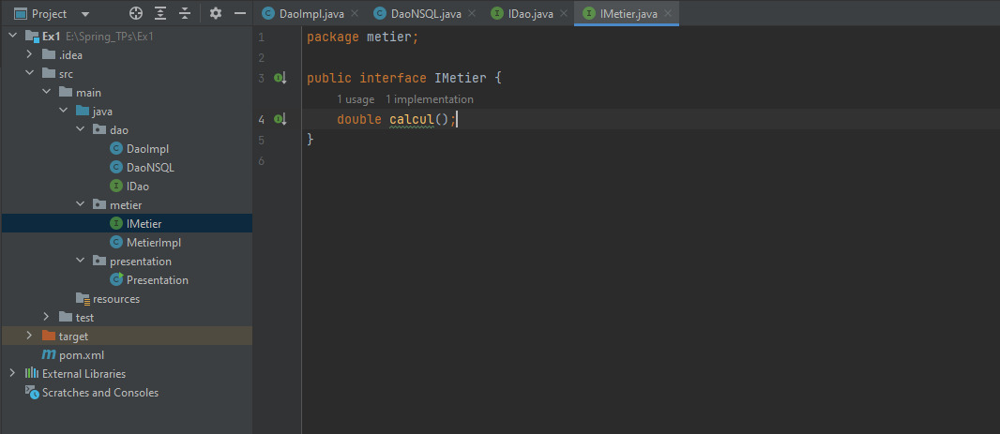 Project
DaoImpl.java
DaoNSQL.java
IDao.java
IMetier.java
Ex1 E:\Spring_TPs\Ex1
.idea
src
main
java
dao
DaoImpl
DaoNSQL
IDao
metier
IMetier
MetierImpl
presentation
Presentation
resources
test
target
pom.xml
External Libraries
Scratches and Consoles
1 package metier;
2
3 public interface IMetier {
1 usage 1 implementation
4 double calcul();
5 }
6